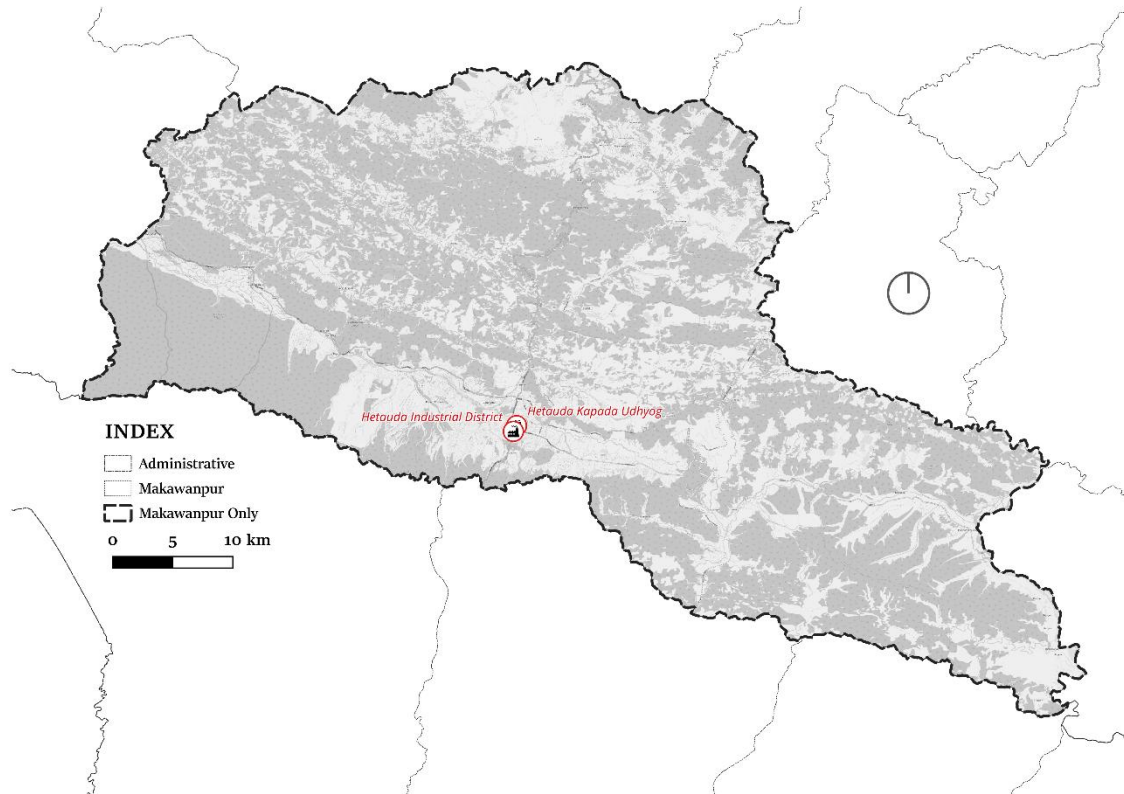 Hetauda Kapada Udhyog
Hetauda Industrial District
INDEX
Administrative
Makawanpur
Makawanpur Only
0 5 10 km